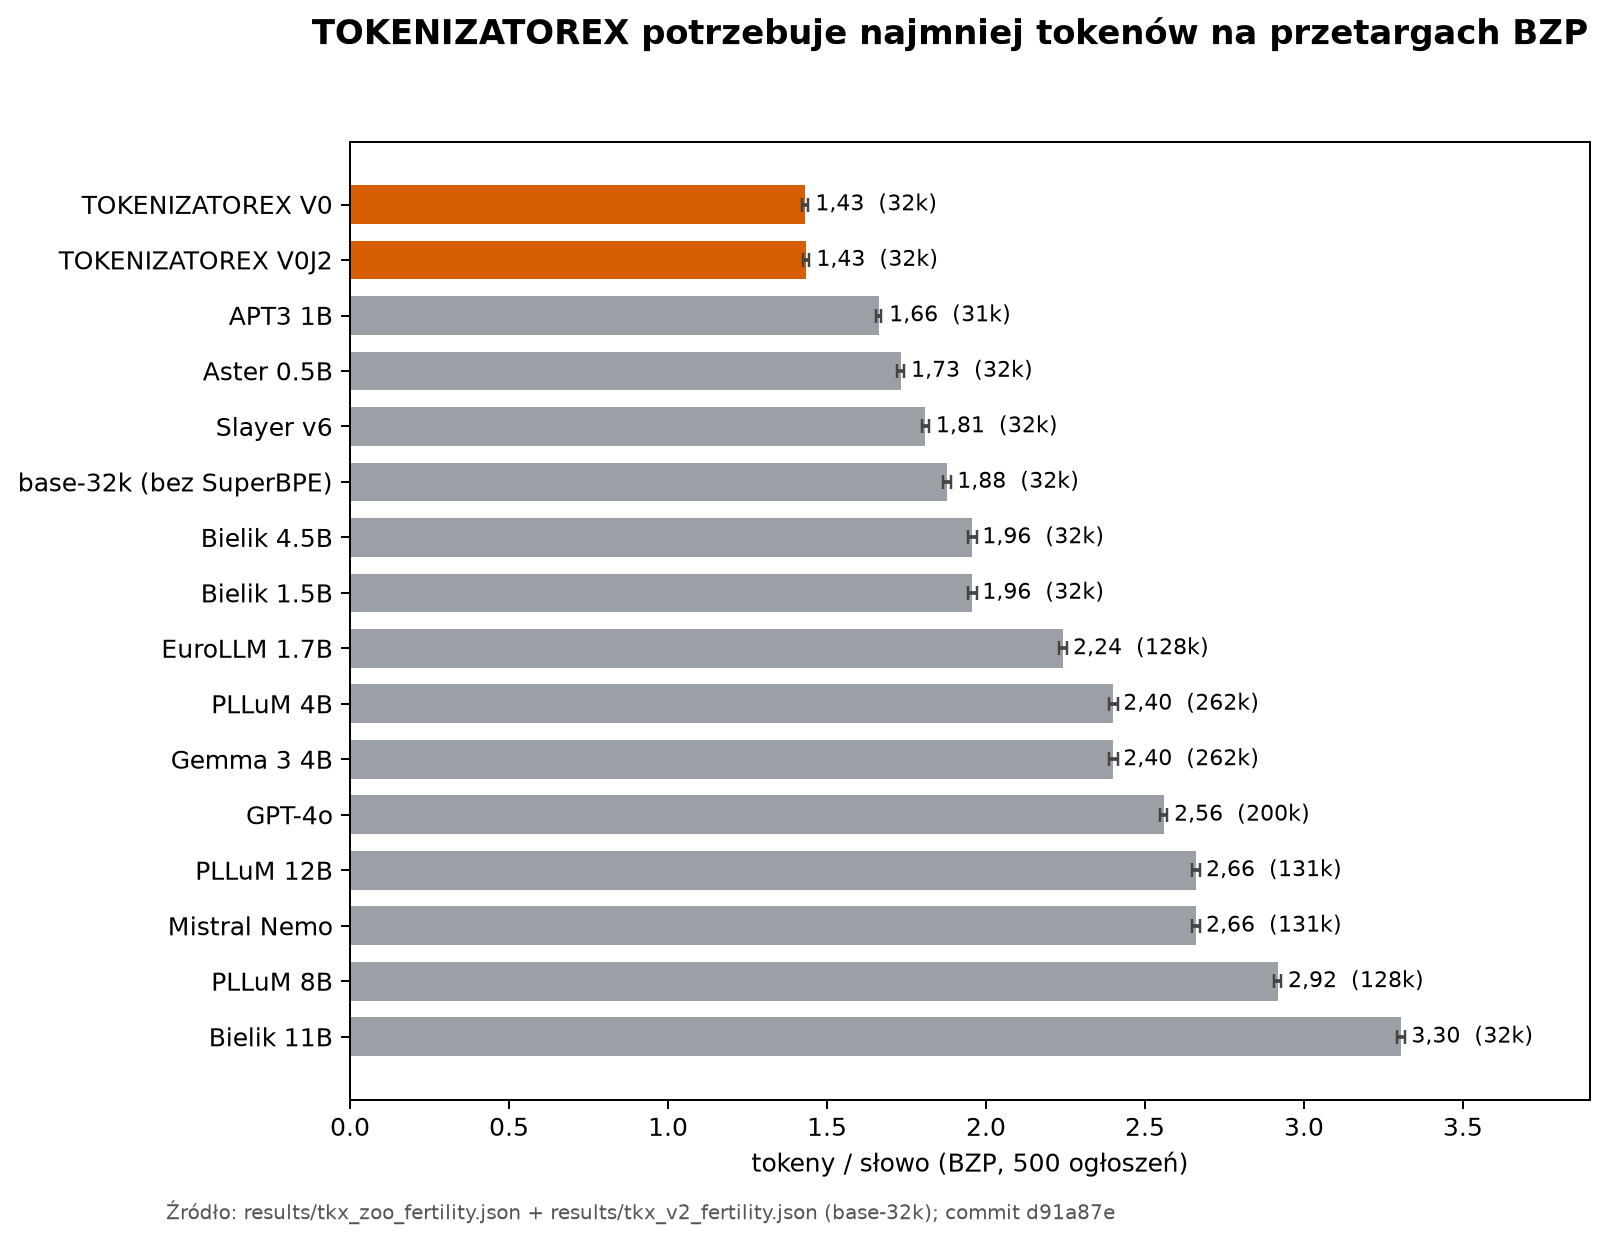 TOKENIZATOREX potrzebuje najmniej tokenów na przetargach BZP
TOKENIZATOREX V0 1,43 (32k)
TOKENIZATOREX V0J2 1,43 (32k)
APT3 1B 1,66 (31k)
Aster 0.5B 1,73 (32k)
Slayer v6 1,81 (32k)
base-32k (bez SuperBPE) 1,88 (32k)
Bielik 4.5B 1,96 (32k)
Bielik 1.5B 1,96 (32k)
EuroLLM 1.7B 2,24 (128k)
PLLuM 4B 2,40 (262k)
Gemma 3 4B 2,40 (262k)
GPT-4o 2,56 (200k)
PLLuM 12B 2,66 (131k)
Mistral Nemo 2,66 (131k)
PLLuM 8B 2,92 (128k)
Bielik 11B 3,30 (32k)
0.0 0.5 1.0 1.5 2.0 2.5 3.0 3.5
tokeny / słowo (BZP, 500 ogłoszeń)
Źródło: results/tkx_zoo_fertility.json + results/tkx_v2_fertility.json (base-32k); commit d91a87e